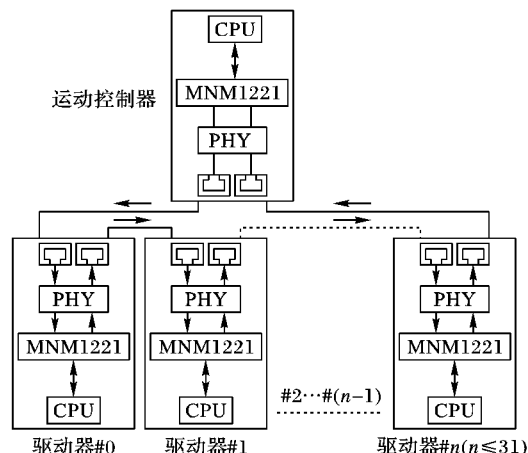 CPU
MNM1221
运动控制器
PHY
PHY
PHY
PHY
MNM1221
MNM1221
MNM1221
#2…#(n-1)
CPU
CPU
CPU
驱动器#0
驱动器#1
驱动器#n(n≤31)